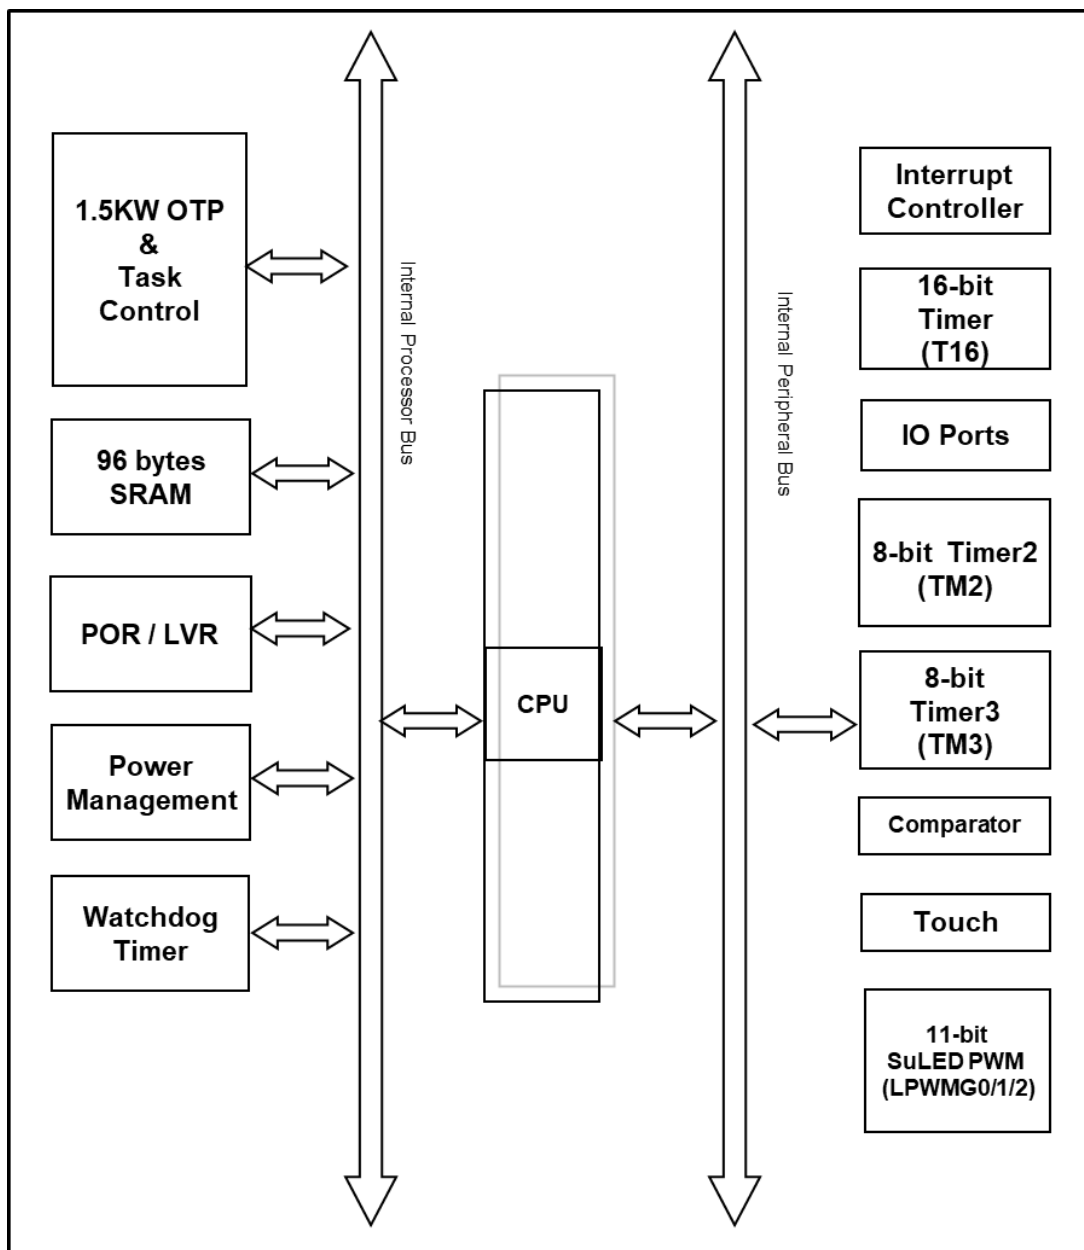 1.5KW OTP
&
Task
Control
96 bytes
SRAM
POR / LVR
Power
Management
Watchdog
Timer
Internal Processor Bus
CPU
Internal Peripheral Bus
Interrupt
Controller
16-bit
Timer
(T16)
IO Ports
8-bit Timer2
(TM2)
8-bit
Timer3
(TM3)
Comparator
Touch
11-bit
SuLED PWM
(LPWMG0/1/2)